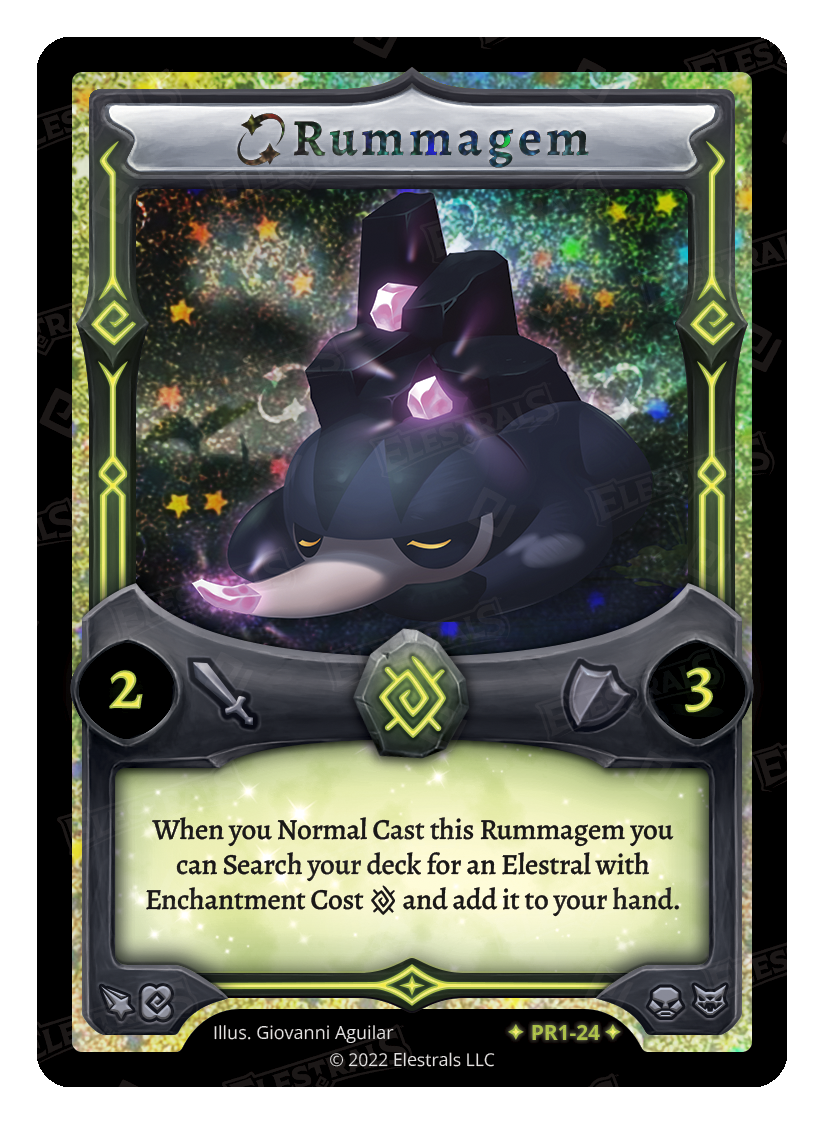 Rummagem
2
3
When you Normal Cast this Rummagem you
can Search your deck for an Elestral with
Enchantment Cost and add it to your hand.
Illus. Giovanni Aguilar
PR1-24
© 2022 Elestrals LLC
ELESTRALS